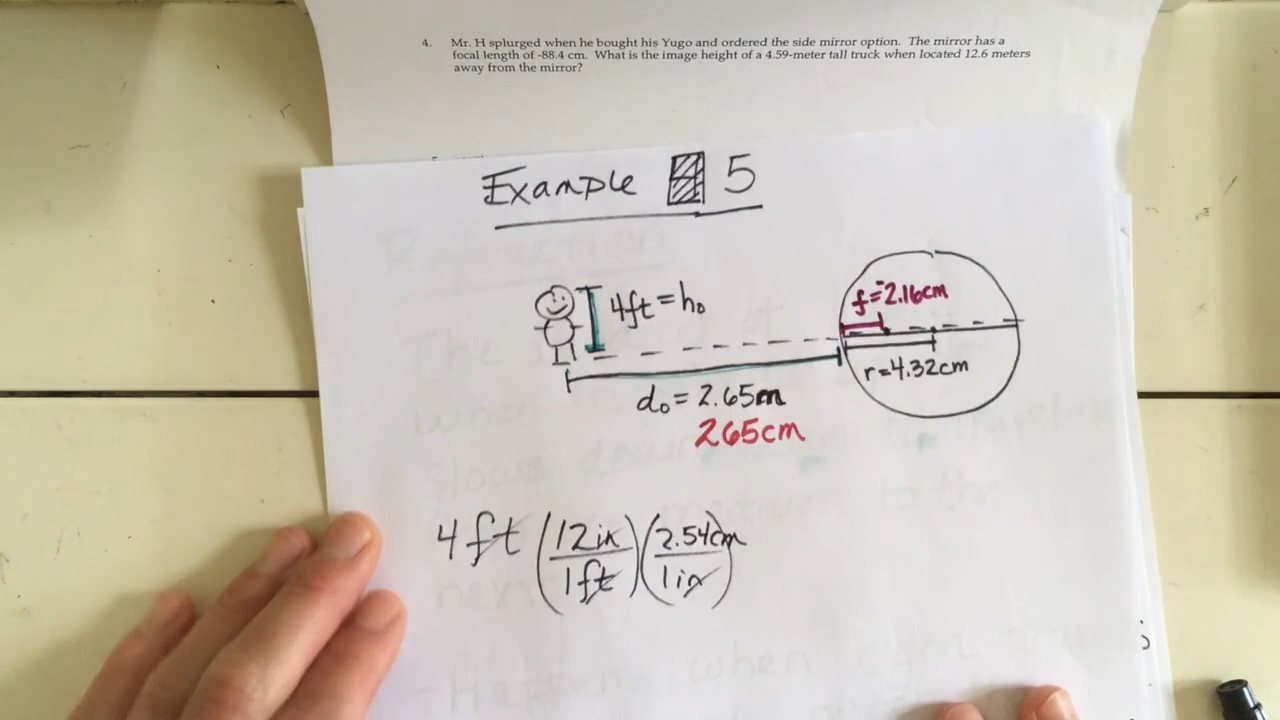 4. Mr. H splurged when he bought his Yugo and ordered the side mirror option. The mirror has a
focal length of -88.4 cm. What is the image height of a 4.59-meter tall truck when located 12.6 meters
away from the mirror?
Example 5
4ft = h₀
f=-2.16cm
r=4.32cm
d₀ = 2.65m
265cm
4ft (12in/1ft)(2.54cm/1in)